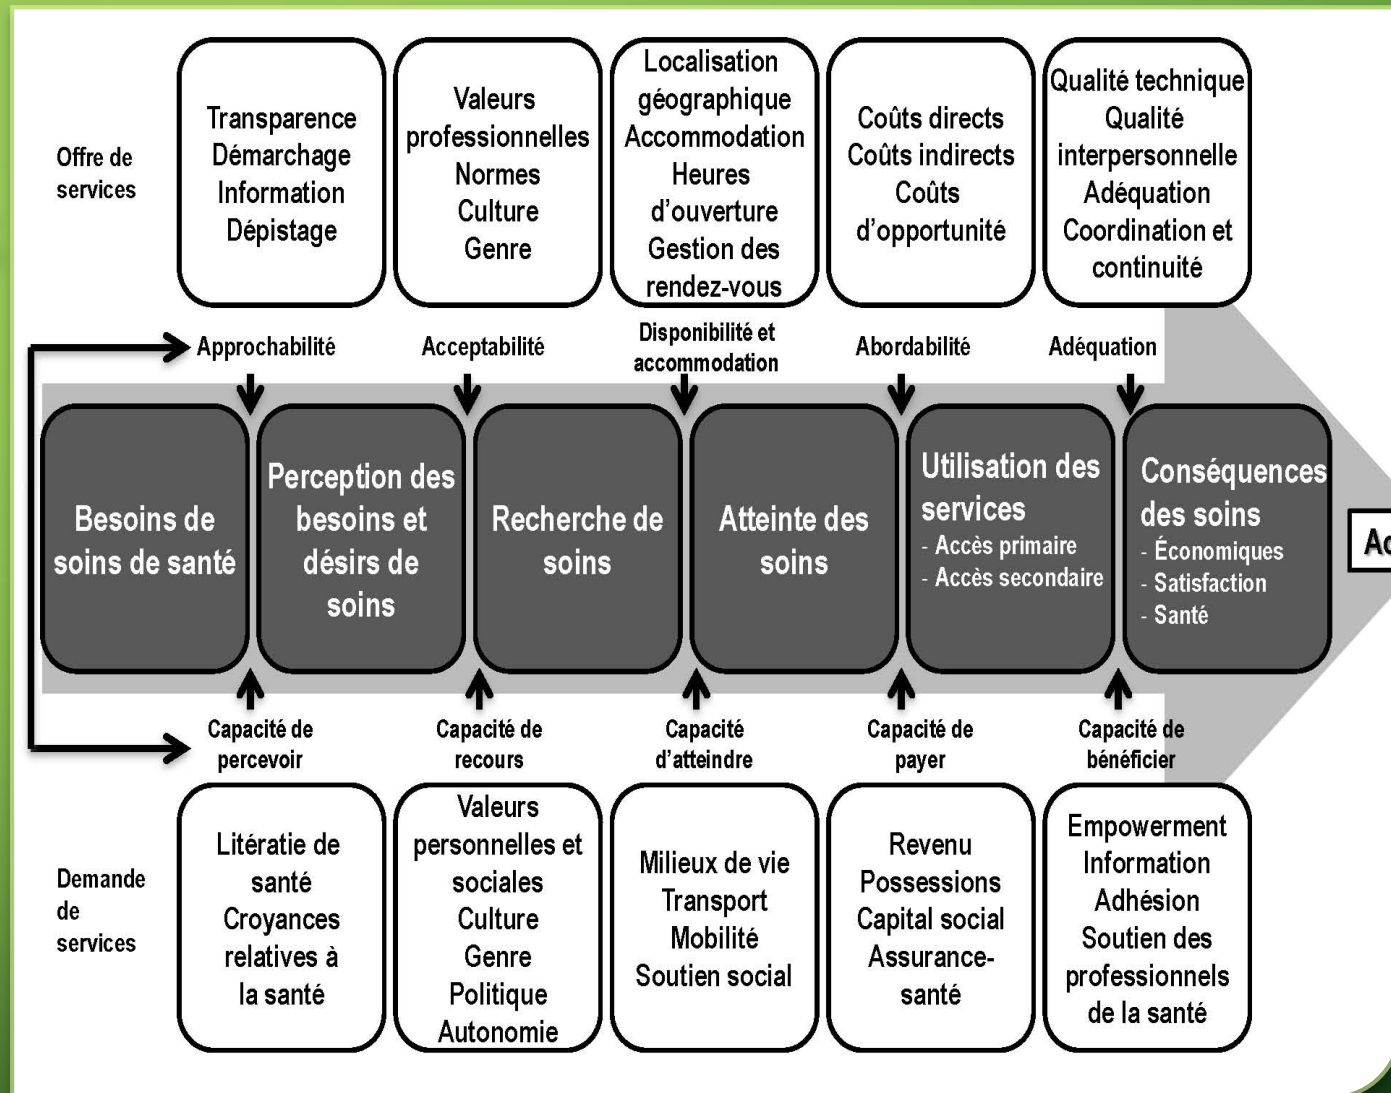 Offre de
services
Transparence
Démarchage
Information
Dépistage
Valeurs
professionnelles
Normes
Culture
Genre
Localisation
géographique
Accommodation
Heures
d'ouverture
Gestion des
rendez-vous
Coûts directs
Coûts indirects
Coûts
d'opportunité
Qualité technique
Qualité
interpersonnelle
Adéquation
Coordination et
continuité
Approchabilité
Acceptabilité
Disponibilité et
accommodation
Abordabilité
Adéquation
Besoins de
soins de santé
Perception des
besoins et
désirs de
soins
Recherche de
soins
Atteinte des
soins
Utilisation des
services
- Accès primaire
- Accès secondaire
Conséquences
des soins
- Économiques
- Satisfaction
- Santé
Capacité de
percevoir
Capacité de
recours
Capacité
d'atteindre
Capacité de
payer
Capacité de
bénéficier
Demande
de
services
Litératie de
santé
Croyances
relatives à
la santé
Valeurs
personnelles et
sociales
Culture
Genre
Politique
Autonomie
Milieux de vie
Transport
Mobilité
Soutien social
Revenu
Possessions
Capital social
Assurance-
santé
Empowerment
Information
Adhésion
Soutien des
professionnels
de la santé